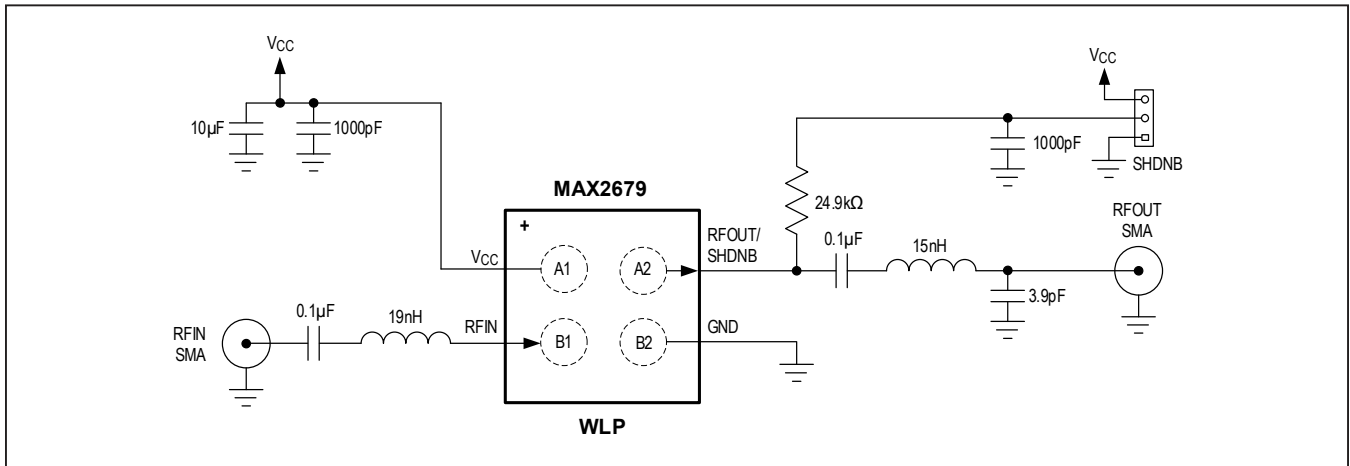 VCC
10µF
1000pF
VCC
1000pF
SHDNB
MAX2679
24.9kΩ
RFOUT
SMA
+
RFOUT/
SHDNB
0.1µF
15nH
VCC
A1
A2
3.9pF
0.1µF
19nH
RFIN
SMA
RFIN
B1
B2
GND
WLP